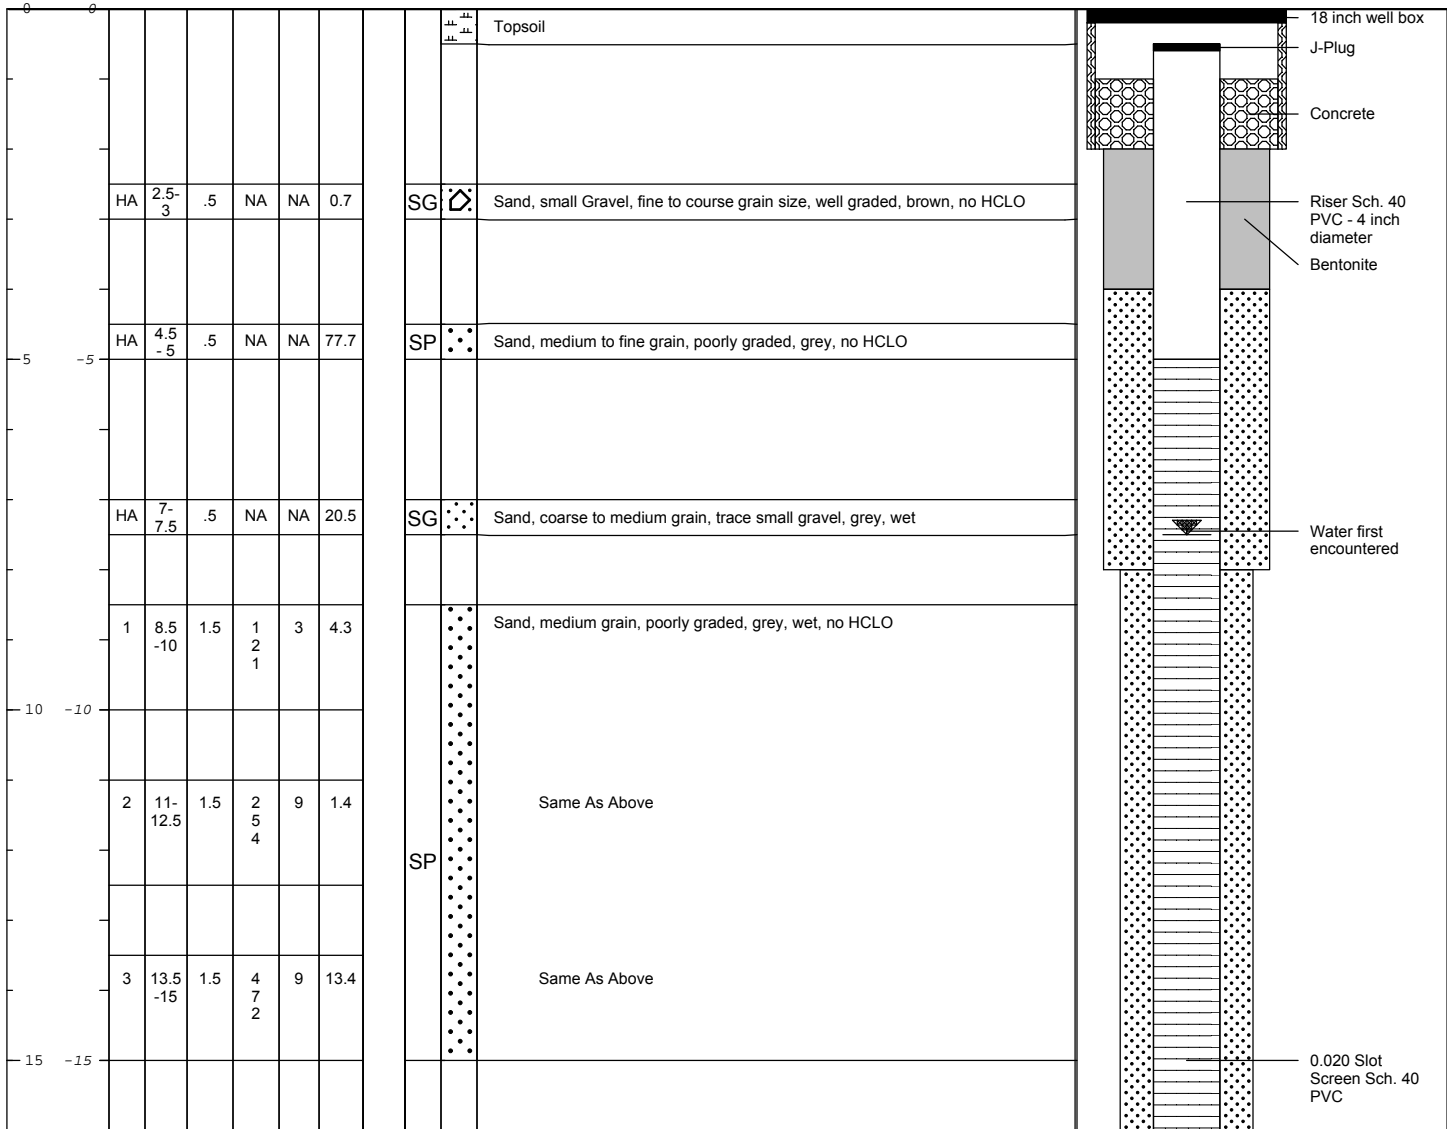 0 0
Topsoil
18 inch well box
J-Plug
Concrete
HA 2.5- .5 NA NA 0.7 SG Sand, small Gravel, fine to course grain size, well graded, brown, no HCLO
3
Riser Sch. 40
PVC - 4 inch
diameter
Bentonite
HA 4.5 .5 NA NA 77.7 SP Sand, medium to fine grain, poorly graded, grey, no HCLO
- 5
5 -5
HA 7- .5 NA NA 20.5 SG Sand, coarse to medium grain, trace small gravel, grey, wet
7.5
Water first
encountered
1 8.5 1.5 1 3 4.3 Sand, medium grain, poorly graded, grey, wet, no HCLO
-10 2
1
10 -10
2 11- 1.5 2 9 1.4 Same As Above
12.5 5
4
SP
3 13.5 1.5 4 9 13.4 Same As Above
-15 7
2
15 -15
0.020 Slot
Screen Sch. 40
PVC